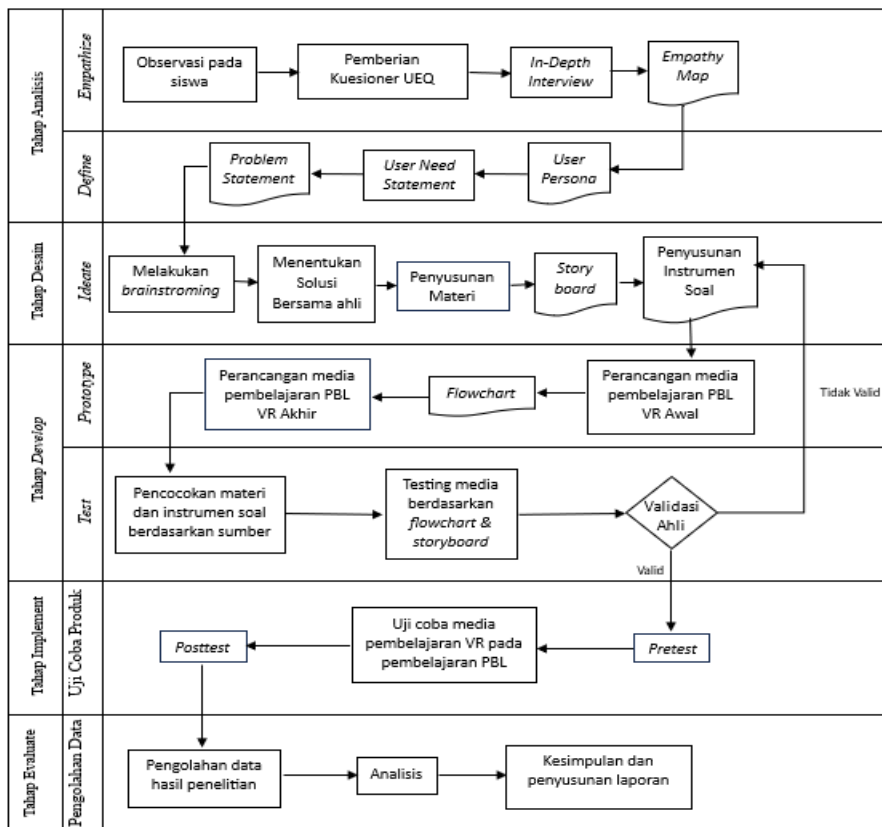 Tahap Analisis
Empathize
Observasi pada
siswa
Pemberian
Kuesioner UEQ
In-Depth
Interview
Empathy
Map
Define
Problem
Statement
User Need
Statement
User
Persona
Tahap Desain
Ideate
Melakukan
brainstroming
Menentukan
Solusi
Bersama ahli
Penyusunan
Materi
Story
board
Penyusunan
Instrumen
Soal
Tahap Develop
Prototype
Perancangan media
pembelajaran PBL
VR Akhir
Flowchart
Perancangan media
pembelajaran PBL
VR Awal
Tidak Valid
Test
Pencocokan materi
dan instrumen soal
berdasarkan sumber
Testing media
berdasarkan
flowchart &
storyboard
Validasi
Ahli
Valid
Tahap Implement
Uji Coba Produk
Posttest
Uji coba media
pembelajaran VR pada
pembelajaran PBL
Pretest
Tahap Evaluate
Pengolahan Data
Pengolahan data
hasil penelitian
Analisis
Kesimpulan dan
penyusunan laporan